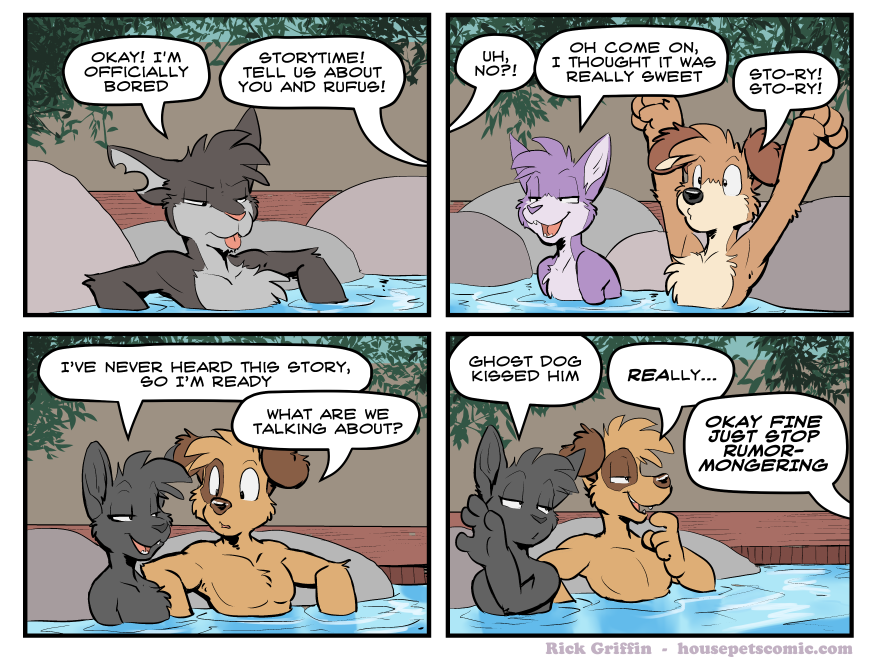 OKAY! I'M
OFFICIALLY
BORED
STORYTIME!
TELL US ABOUT
YOU AND RUFUS!
UH,
NO?!
OH COME ON,
I THOUGHT IT WAS
REALLY SWEET
STO-RY!
STO-RY!
I'VE NEVER HEARD THIS STORY,
SO I'M READY
WHAT ARE WE
TALKING ABOUT?
GHOST DOG
KISSED HIM
REALLY...
OKAY FINE
JUST STOP
RUMOR-
MONGERING
Rick Griffin - housepetscomic.com